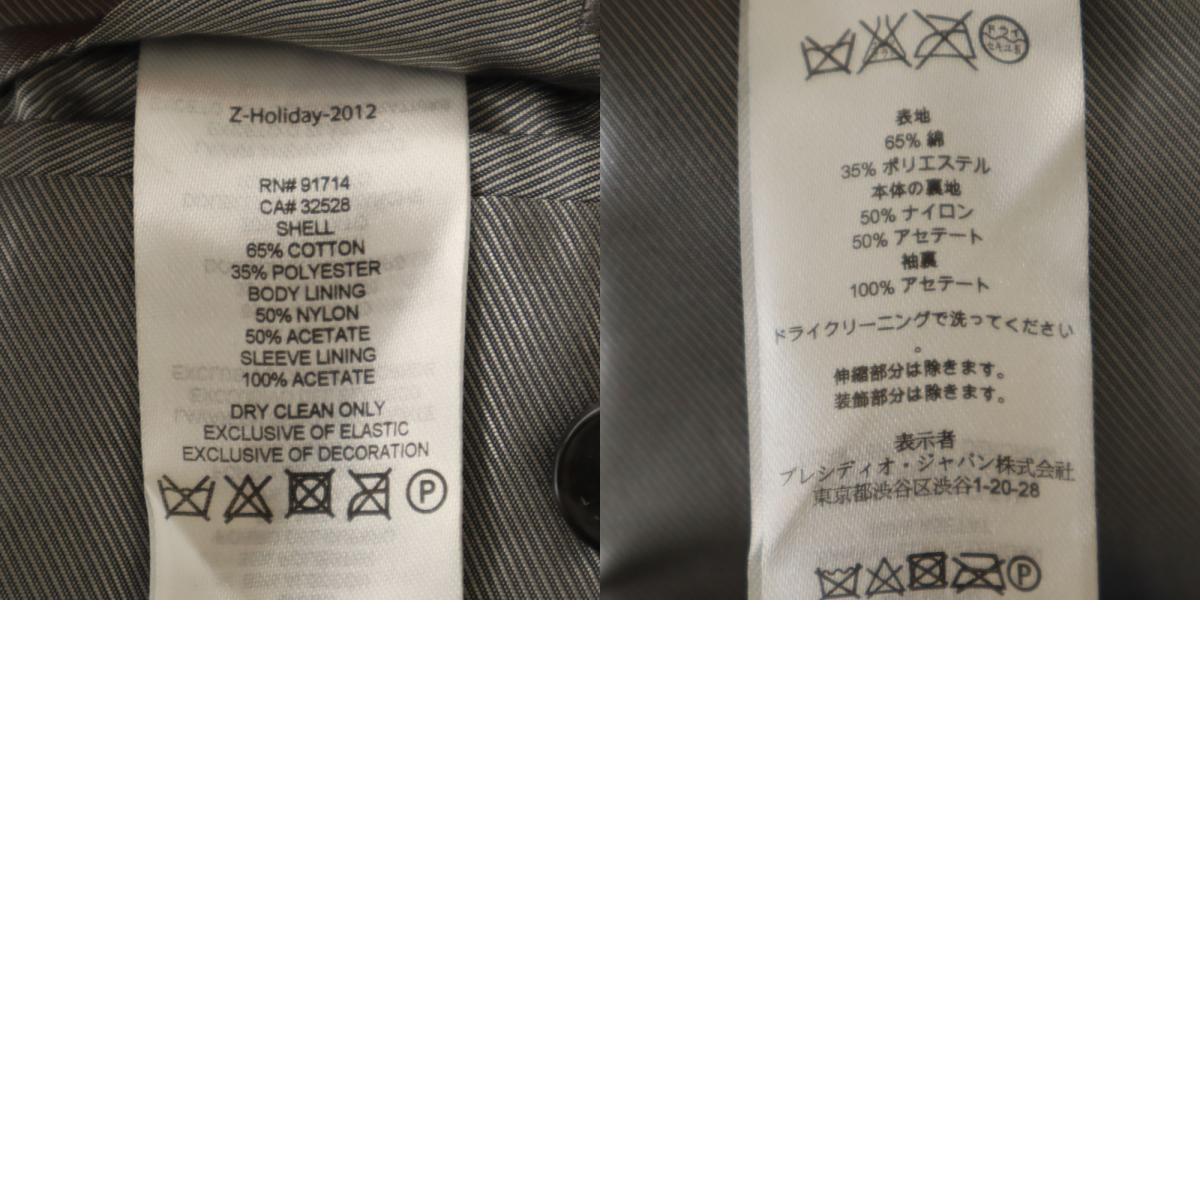 Z-Holiday-2012
RN# 91714
CA# 32528
SHELL
65% COTTON
35% POLYESTER
BODY LINING
50% NYLON
50% ACETATE
SLEEVE LINING
100% ACETATE
DRY CLEAN ONLY
EXCLUSIVE OF ELASTIC
EXCLUSIVE OF DECORATION
P
ドライ
表地
65% 綿
35% ポリエステル
本体の裏地
50% ナイロン
50% アセテート
袖裏
100% アセテート
ドライクリーニングで洗ってください
。
伸縮部分は除きます。
装飾部分は除きます。
表示者
プレシディオ・ジャパン株式会社
東京都渋谷区渋谷1-20-28
P